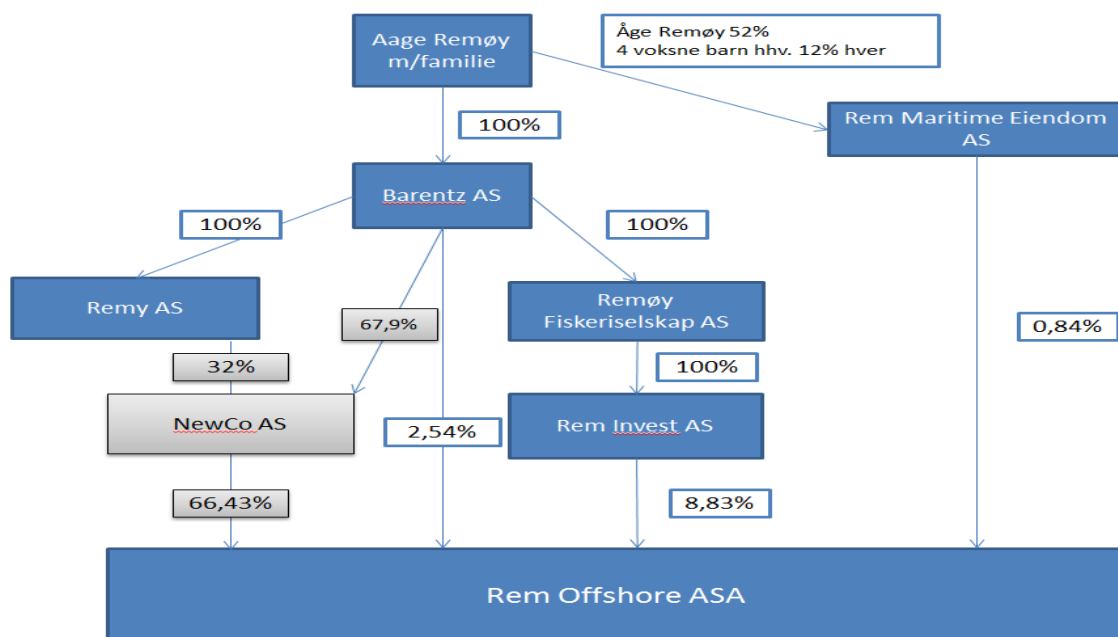 Aage Remøy
m/familie
Åge Remøy 52%
4 voksne barn hhv. 12% hver
100%
Rem Maritime Eiendom
AS
Barentz AS
100%
100%
Remy AS
67,9%
Remøy
Fiskeriselskap AS
0,84%
32%
100%
NewCo AS
2,54%
Rem Invest AS
66,43%
8,83%
Rem Offshore ASA